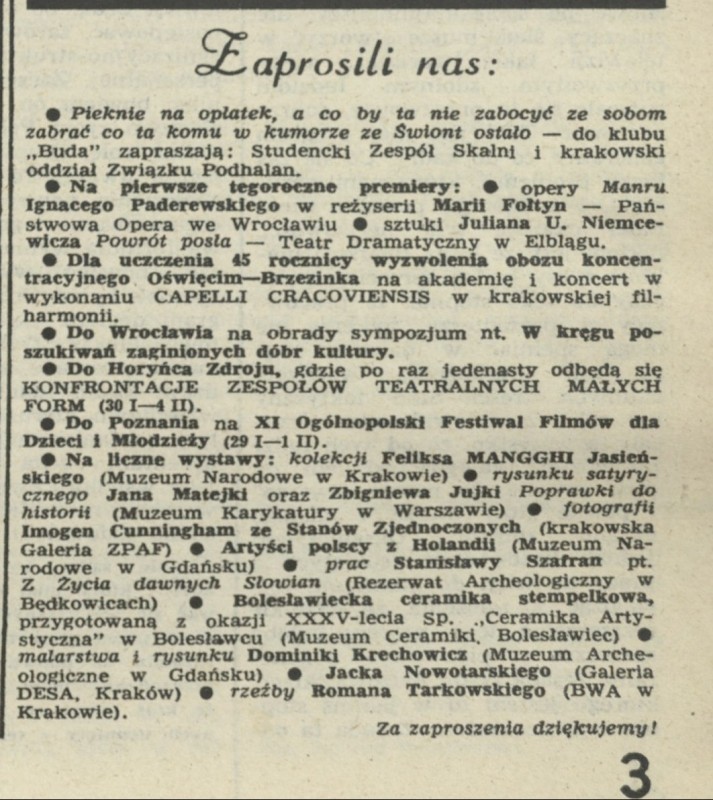 Zaprosili nas:
● Pieknie na opłatek, a co by ta nie zabocyć ze sobom
zabrać co ta komu w kumorze ze Świont ostało — do klubu
„Buda" zapraszają: Studencki Zespół Skalni i krakowski
oddział Związku Podhalan.
● Na pierwsze tegoroczne premiery: ● opery Manru
Ignacego Paderewskiego w reżyserii Marii Fołtyn — Pań-
stwowa Opera we Wrocławiu ● sztuki Juliana U. Niemce-
wicza Powrót posła — Teatr Dramatyczny w Elblągu.
● Dla uczczenia 45 rocznicy wyzwolenia obozu koncen-
tracyjnego Oświęcim—Brzezinka na akademię i koncert w
wykonaniu CAPELLI CRACOVIENSIS w krakowskiej fil-
harmonii.
● Do Wrocławia na obrady sympozjum nt. W kręgu po-
szukiwań zaginionych dóbr kultury.
● Do Horyńca Zdroju, gdzie po raz jedenasty odbędą się
KONFRONTACJE ZESPOŁÓW TEATRALNYCH MAŁYCH
FORM (30 I—4 II).
● Do Poznania na XI Ogólnopolski Festiwal Filmów dla
Dzieci i Młodzieży (29 I—1 II).
● Na liczne wystawy: kolekcji Feliksa MANGGHI Jasień-
skiego (Muzeum Narodowe w Krakowie) ● rysunku satyry-
cznego Jana Matejki oraz Zbigniewa Jujki Poprawki do
historii (Muzeum Karykatury w Warszawie) ● fotografii
Imogen Cunningham ze Stanów Zjednoczonych (krakowska
Galeria ZPAF) ● Artyści polscy z Holandii (Muzeum Na-
rodowe w Gdańsku) ● prac Stanisławy Szafran pt.
Z Życia dawnych Słowian (Rezerwat Archeologiczny w
Będkowicach) ● Bolesławiecka ceramika stempelkowa,
przygotowaną z okazji XXXV-lecia Sp. „Ceramika Arty-
styczna" w Bolesławcu (Muzeum Ceramiki, Bolesławiec) ●
malarstwa i rysunku Dominiki Krechowicz (Muzeum Arche-
ologiczne w Gdańsku) ● Jacka Nowotarskiego (Galeria
DESA, Kraków) ● rzeźby Romana Tarkowskiego (BWA w
Krakowie).
Za zaproszenia dziękujemy!
3